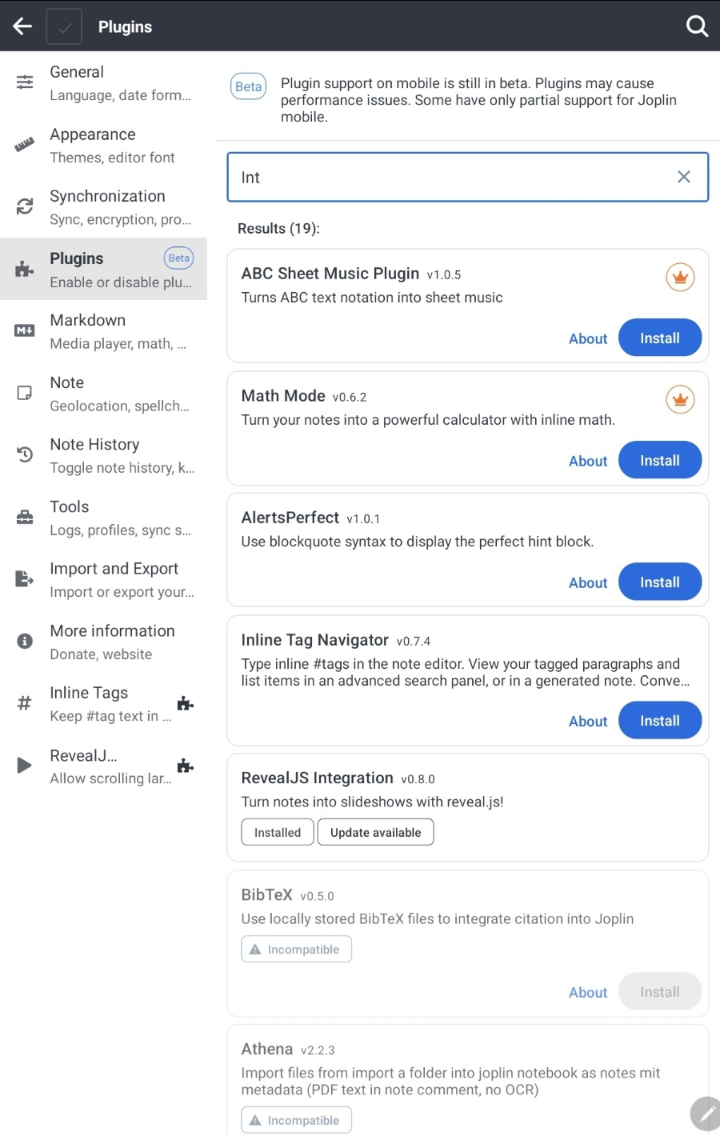 Plugins
General
Language, date form...
Appearance
Themes, editor font
Synchronization
Sync, encryption, pro...
Plugins Beta
Enable or disable plu...
Markdown
Media player, math, ...
Note
Geolocation, spellch...
Note History
Toggle note history, k...
Tools
Logs, profiles, sync s...
Import and Export
Import or export your...
More information
Donate, website
Inline Tags
Keep #tag text in ...
RevealJ...
Allow scrolling lar...
Beta
Plugin support on mobile is still in beta. Plugins may cause
performance issues. Some have only partial support for Joplin
mobile.
Int
Results (19):
ABC Sheet Music Plugin v1.0.5
Turns ABC text notation into sheet music
About Install
Math Mode v0.6.2
Turn your notes into a powerful calculator with inline math.
About Install
AlertsPerfect v1.0.1
Use blockquote syntax to display the perfect hint block.
About Install
Inline Tag Navigator v0.7.4
Type inline #tags in the note editor. View your tagged paragraphs and
list items in an advanced search panel, or in a generated note. Conve...
About Install
RevealJS Integration v0.8.0
Turn notes into slideshows with reveal.js!
Installed Update available
BibTeX v0.5.0
Use locally stored BibTeX files to integrate citation into Joplin
Incompatible
About Install
Athena v2.2.3
Import files from import a folder into joplin notebook as notes mit
metadata (PDF text in note comment, no OCR)
Incompatible